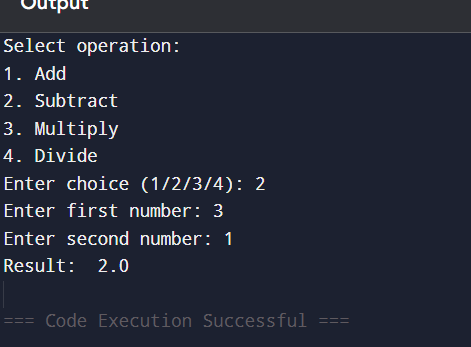 Output
Select operation:
1. Add
2. Subtract
3. Multiply
4. Divide
Enter choice (1/2/3/4): 2
Enter first number: 3
Enter second number: 1
Result:  2.0
=== Code Execution Successful ===